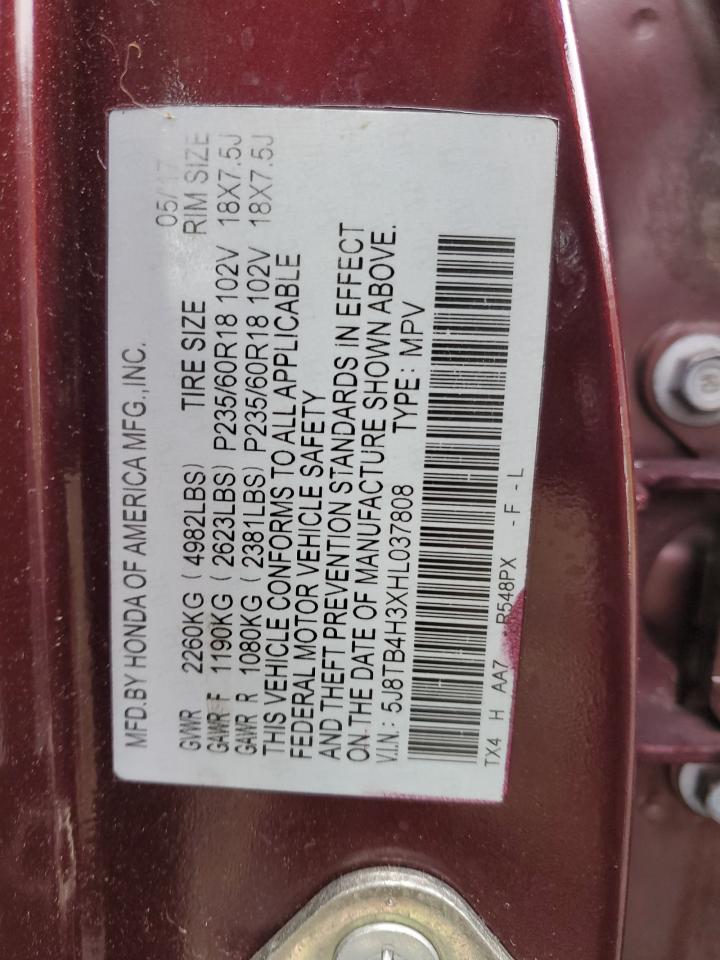 MFD.BY HONDA OF AMERICA MFG.,INC. 05/17
GVWR 2260KG ( 4982LBS) TIRE SIZE RIM SIZE
GAWR F 1190KG ( 2623LBS) P235/60R18 102V 18X7.5J
GAWR R 1080KG ( 2381LBS) P235/60R18 102V 18X7.5J
THIS VEHICLE CONFORMS TO ALL APPLICABLE
FEDERAL MOTOR VEHICLE SAFETY
AND THEFT PREVENTION STANDARDS IN EFFECT
ON THE DATE OF MANUFACTURE SHOWN ABOVE.
V.I.N.: 5J8TB4H3XHL037808 TYPE: MPV
TX4 H AA7 R548PX - F - L